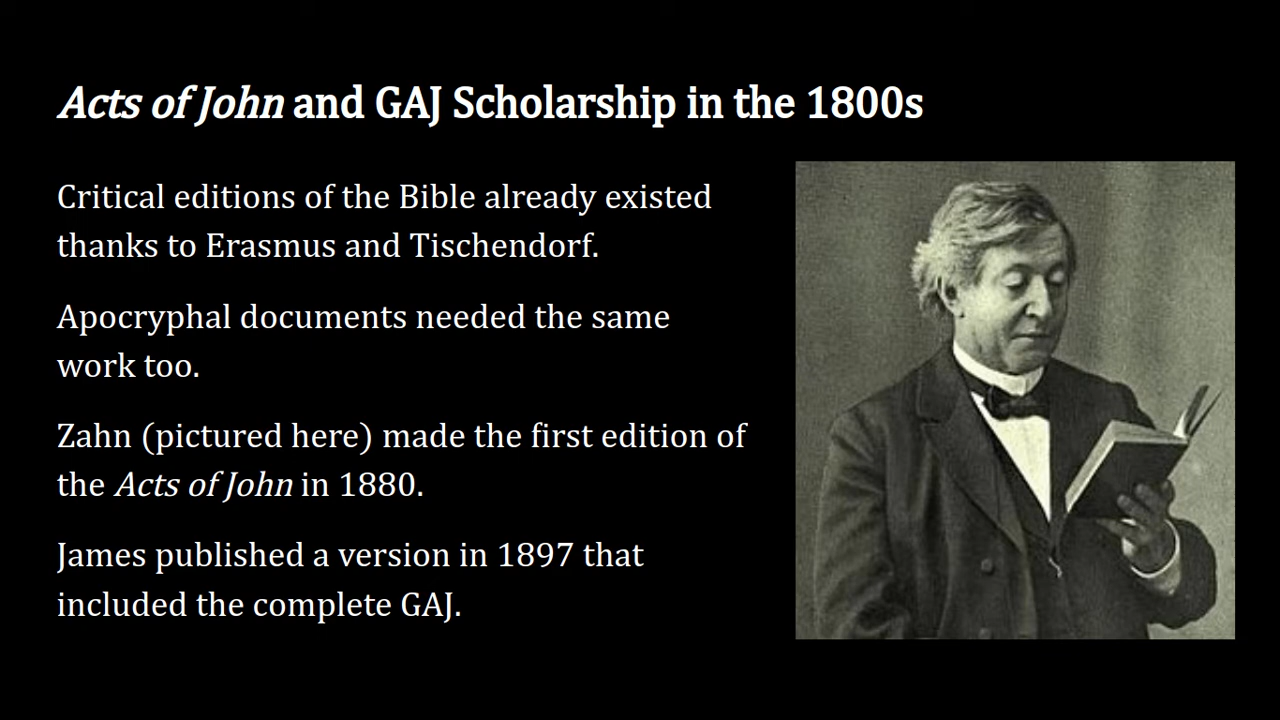 Acts of John and GAJ Scholarship in the 1800s
Critical editions of the Bible already existed
thanks to Erasmus and Tischendorf.
Apocryphal documents needed the same
work too.
Zahn (pictured here) made the first edition of
the Acts of John in 1880.
James published a version in 1897 that
included the complete GAJ.